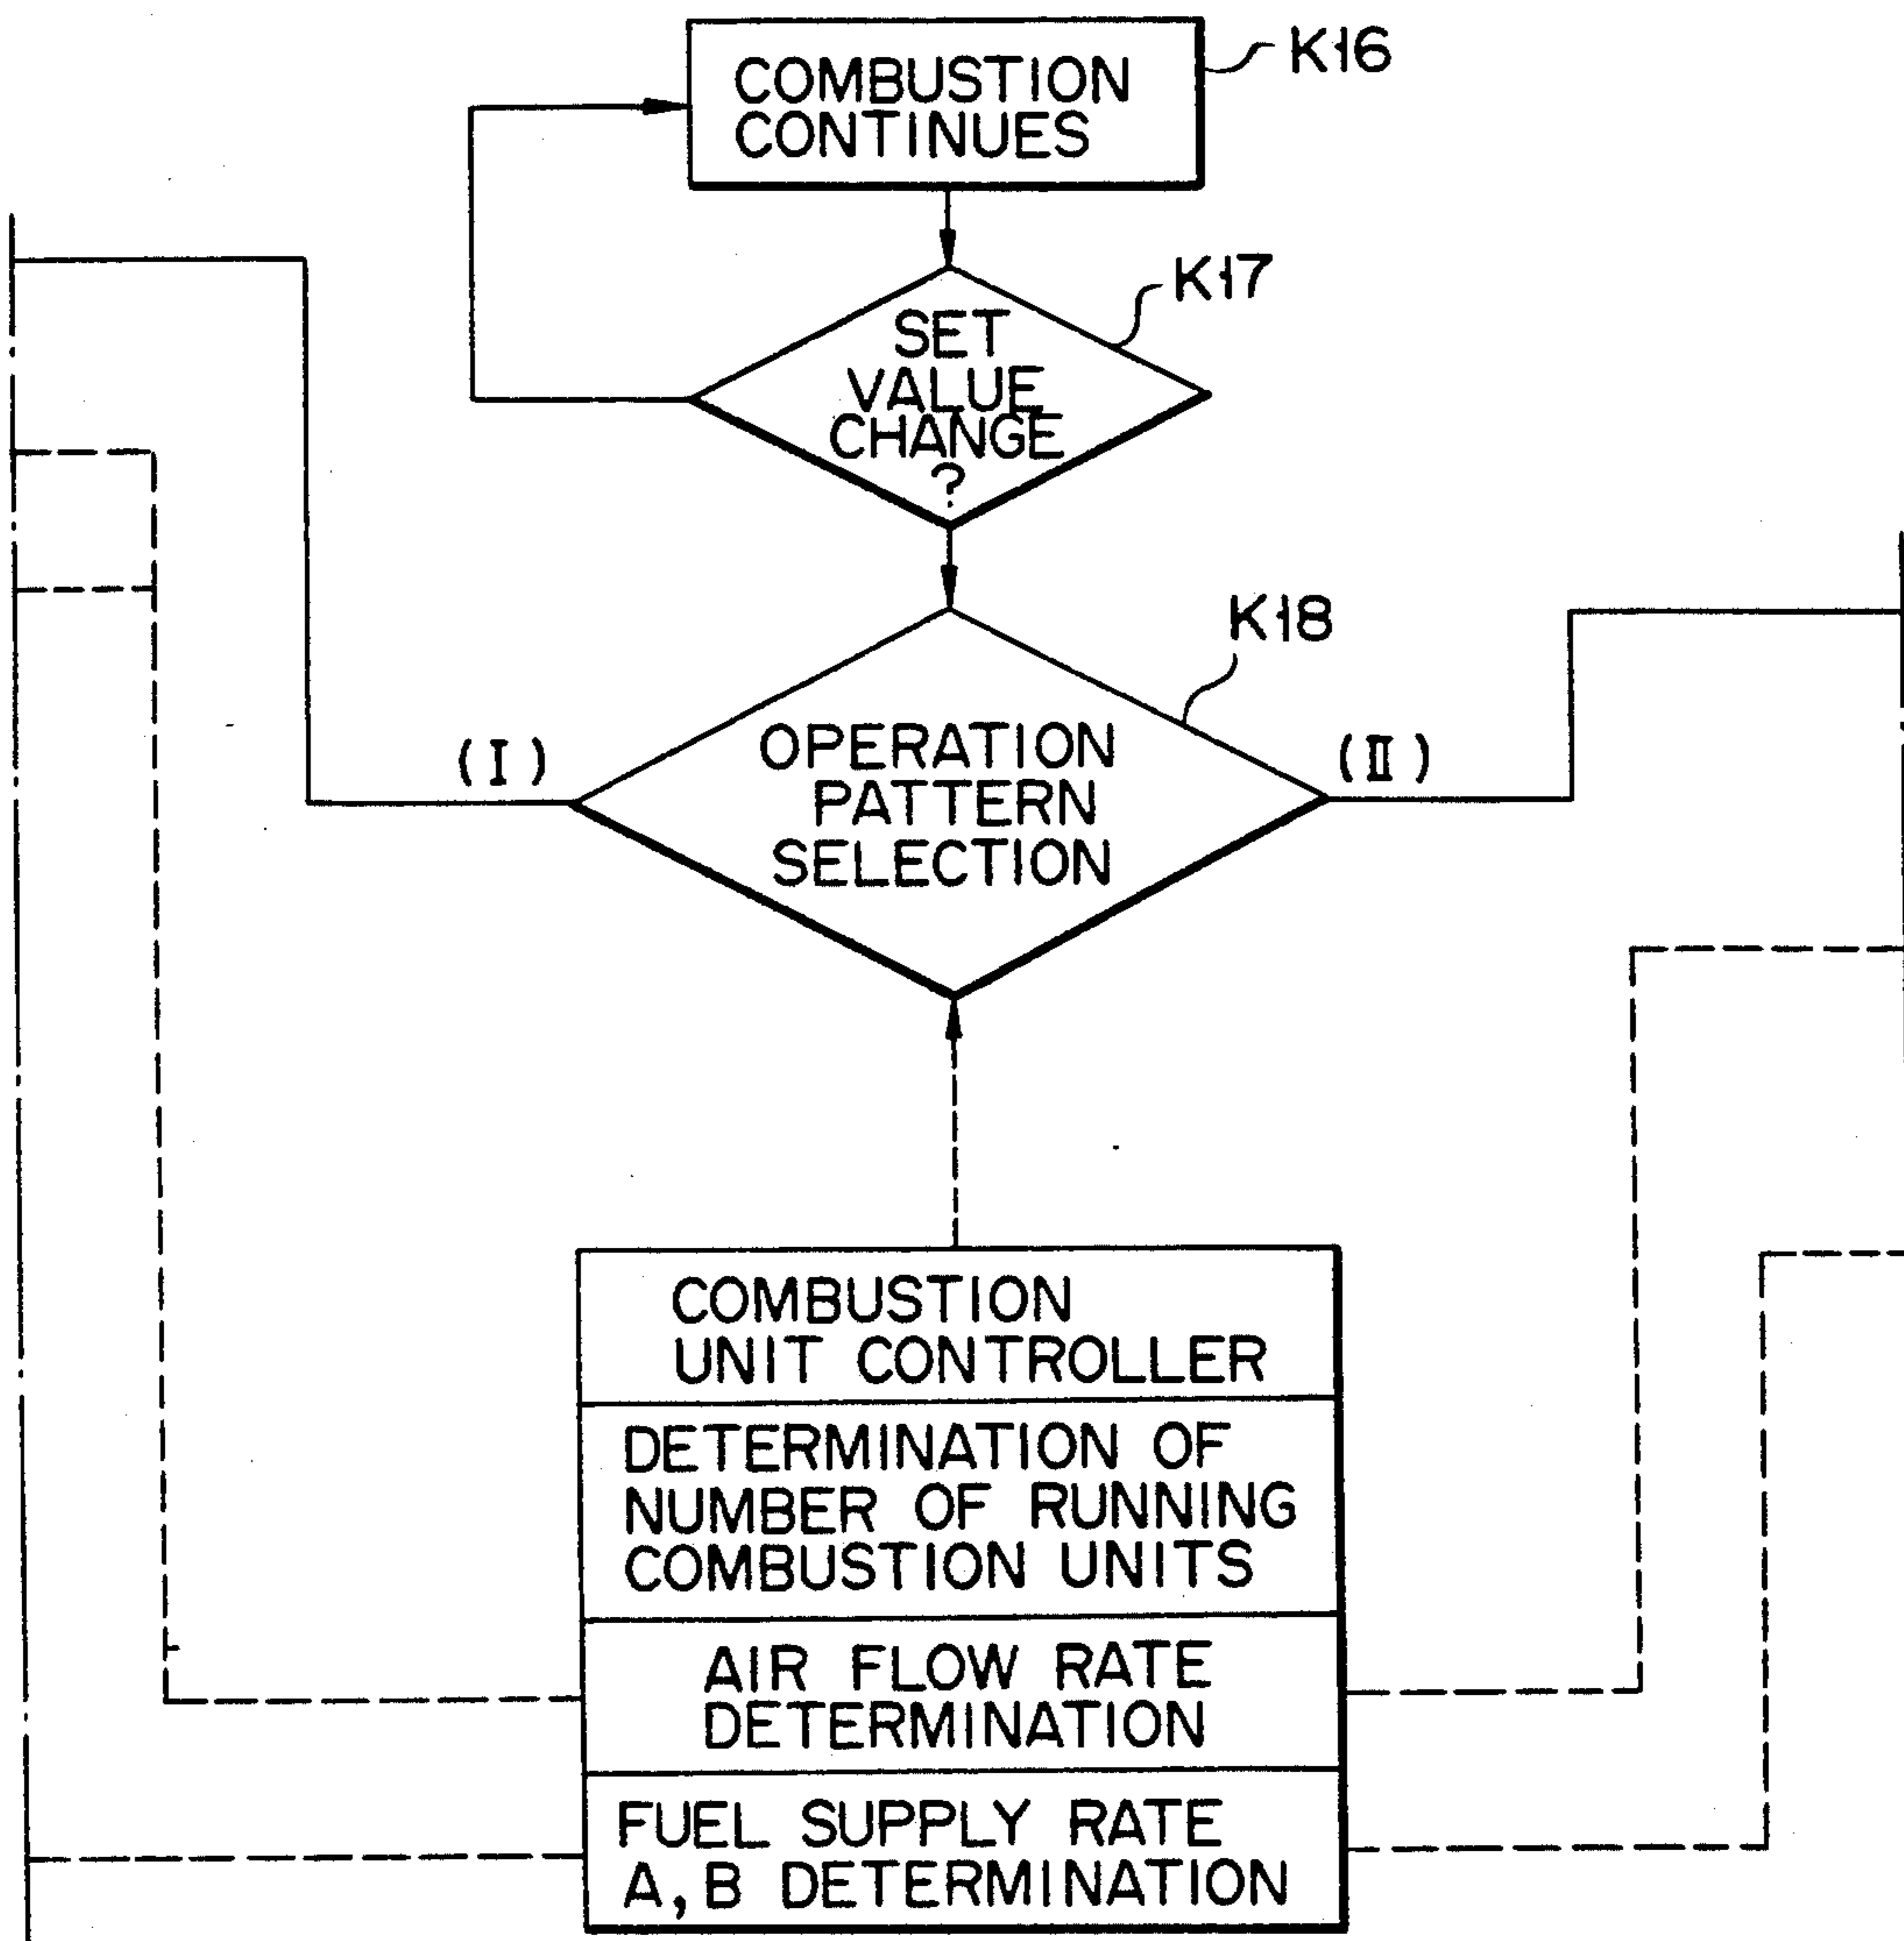 COMBUSTION
CONTINUES
K16
K17
SET
VALUE
CHANGE
?
K18
(I)
OPERATION
PATTERN
SELECTION
(II)
COMBUSTION
UNIT CONTROLLER
DETERMINATION OF
NUMBER OF RUNNING
COMBUSTION UNITS
AIR FLOW RATE
DETERMINATION
FUEL SUPPLY RATE
A, B DETERMINATION